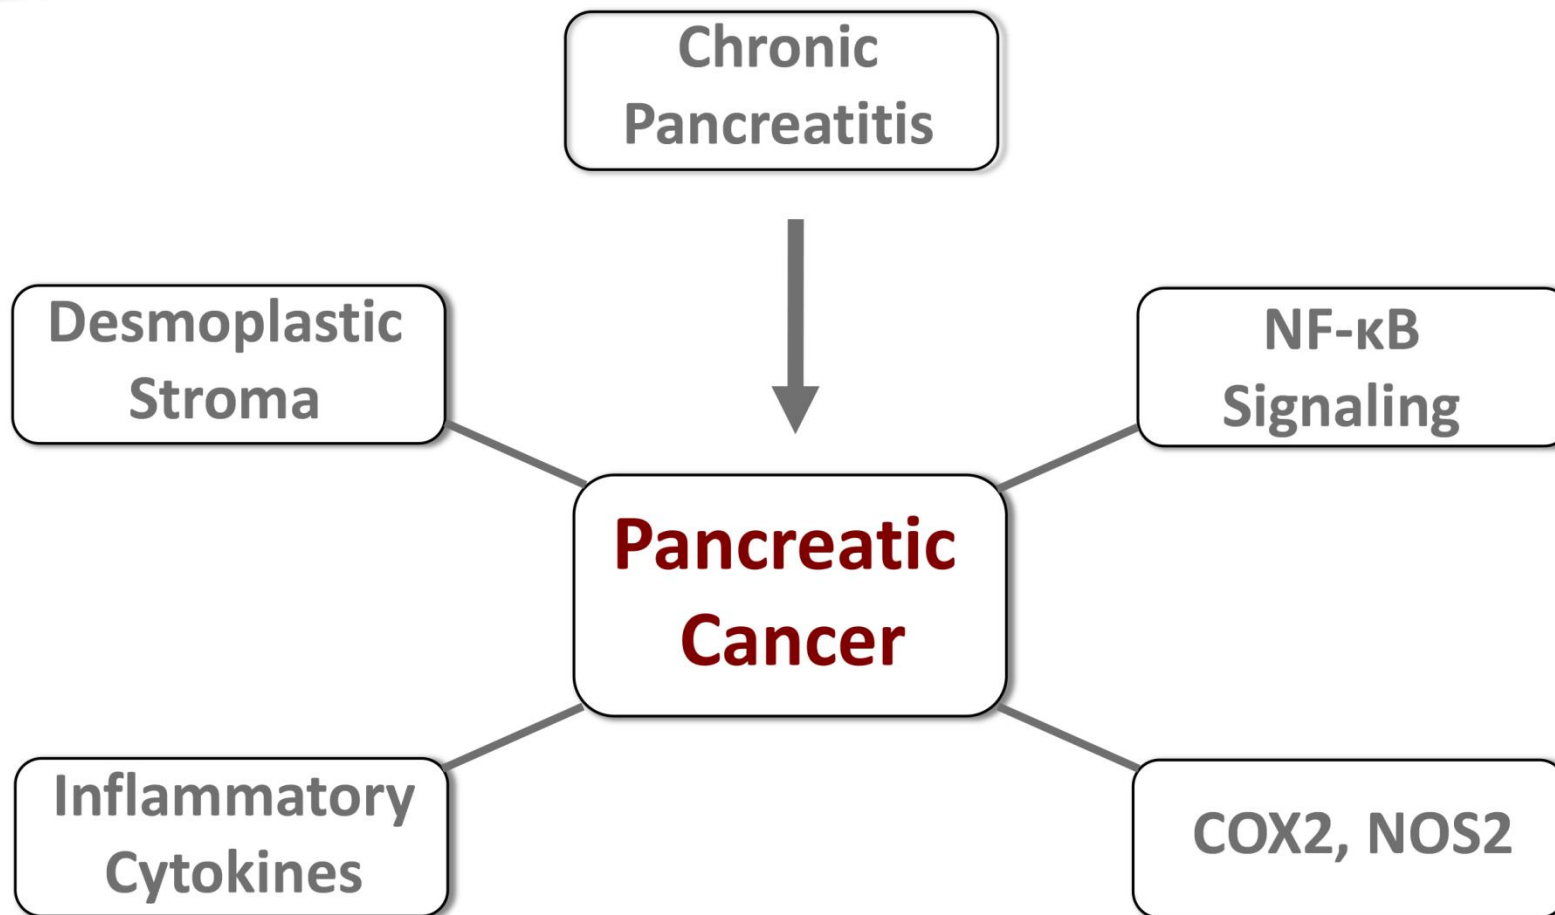 Chronic
Pancreatitis
Desmoplastic
Stroma
NF-κB
Signaling
Pancreatic
Cancer
Inflammatory
Cytokines
COX2, NOS2